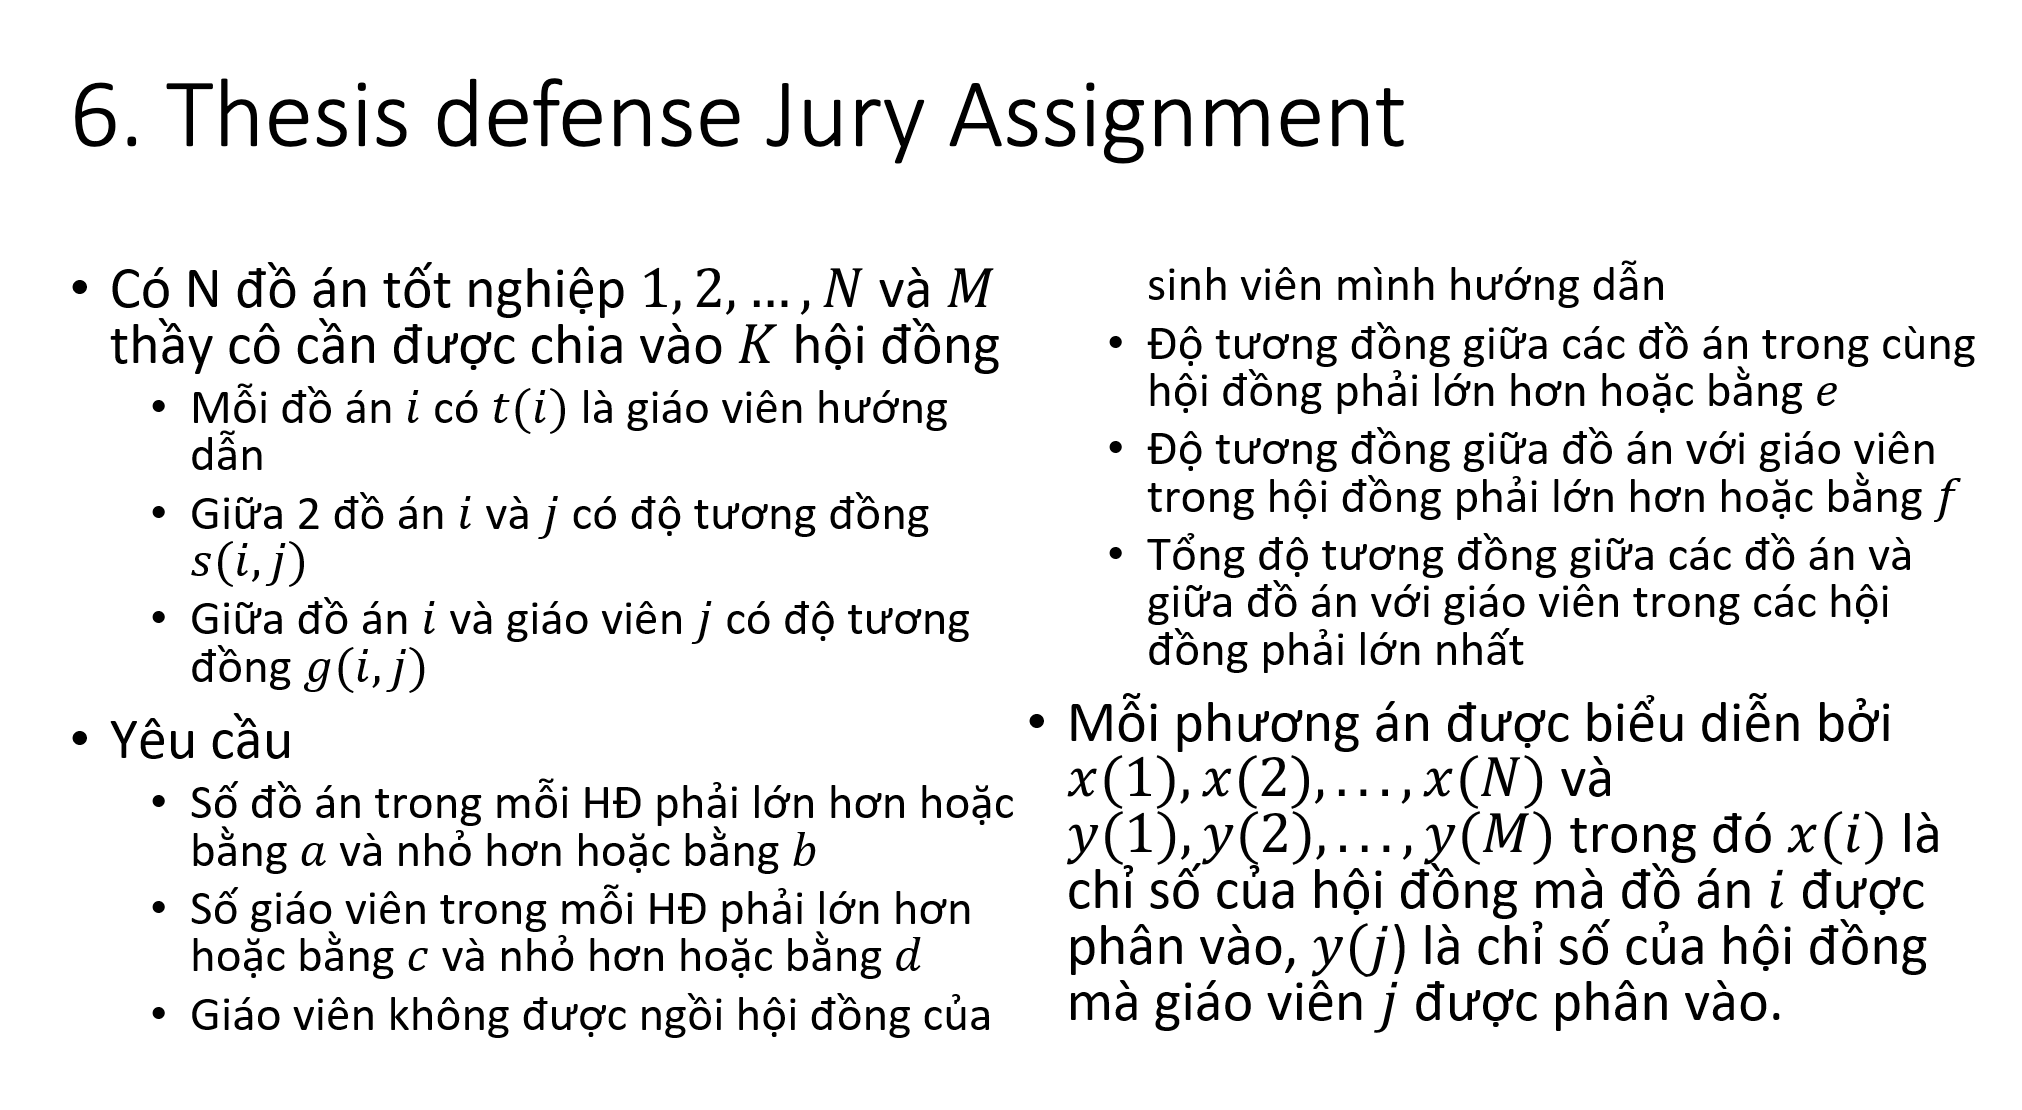 6. Thesis defense Jury Assignment
• Có N đồ án tốt nghiệp 1, 2, … , N và M
thầy cô cần được chia vào K hội đồng
• Mỗi đồ án i có t(i) là giáo viên hướng
dẫn
• Giữa 2 đồ án i và j có độ tương đồng
s(i, j)
• Giữa đồ án i và giáo viên j có độ tương
đồng g(i, j)
• Yêu cầu
• Số đồ án trong mỗi HĐ phải lớn hơn hoặc
bằng a và nhỏ hơn hoặc bằng b
• Số giáo viên trong mỗi HĐ phải lớn hơn
hoặc bằng c và nhỏ hơn hoặc bằng d
• Giáo viên không được ngồi hội đồng của
sinh viên mình hướng dẫn
• Độ tương đồng giữa các đồ án trong cùng
hội đồng phải lớn hơn hoặc bằng e
• Độ tương đồng giữa đồ án với giáo viên
trong hội đồng phải lớn hơn hoặc bằng f
• Tổng độ tương đồng giữa các đồ án và
giữa đồ án với giáo viên trong các hội
đồng phải lớn nhất
• Mỗi phương án được biểu diễn bởi
x(1), x(2), . . . , x(N) và
y(1), y(2), . . . , y(M) trong đó x(i) là
chỉ số của hội đồng mà đồ án i được
phân vào, y(j) là chỉ số của hội đồng
mà giáo viên j được phân vào.